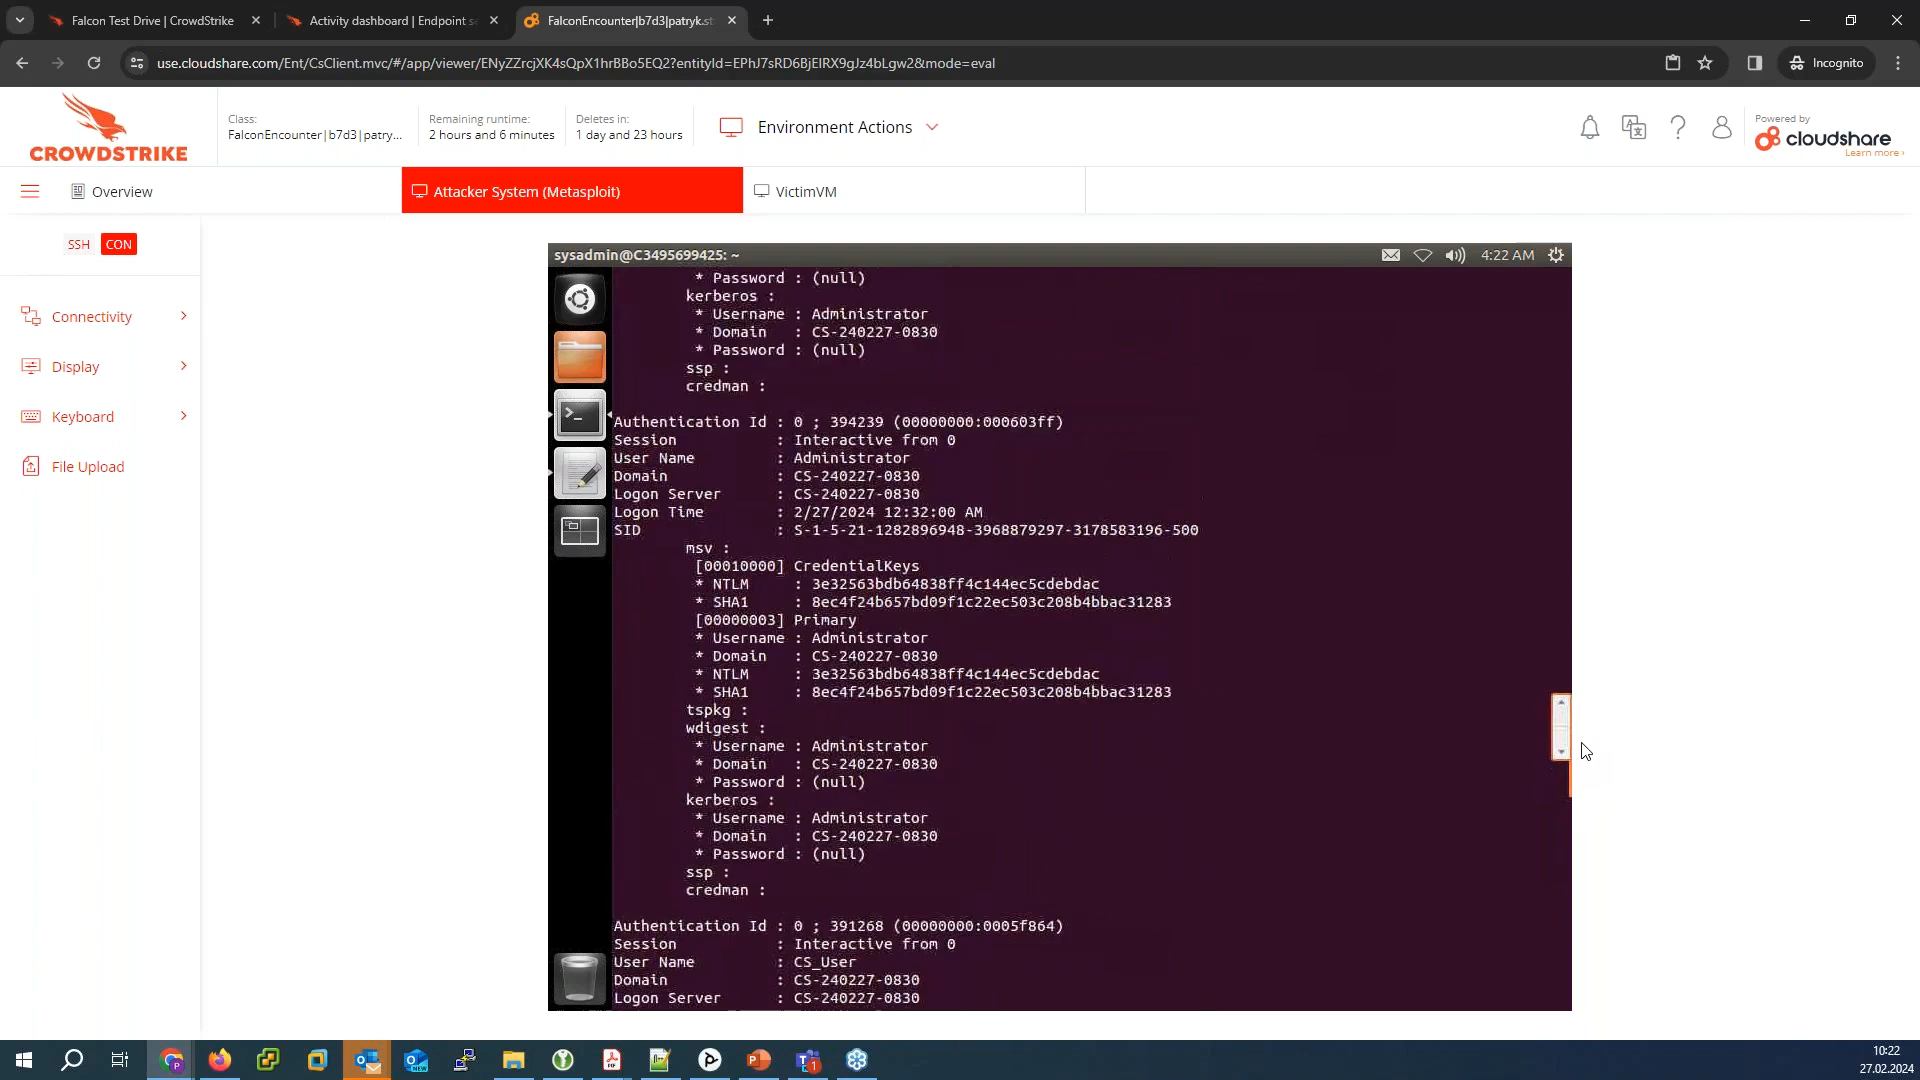 Falcon Test Drive | CrowdStrike
Activity dashboard | Endpoint se
FalconEncounter|b7d3|patryk.st
use.cloudshare.com/Ent/CsClient.mvc/#/app/viewer/ENyZZrcjXK4sQpX1hrBBo5EQ2?entityId=EPhJ7sRD6BjEIRX9gJz4bLgw2&mode=eval
Incognito
CROWDSTRIKE
Class:
FalconEncounter|b7d3|patry...
Remaining runtime:
2 hours and 6 minutes
Deletes in:
1 day and 23 hours
Environment Actions
Powered by
cloudshare
Learn more ›
Overview
Attacker System (Metasploit)
VictimVM
SSH CON
Connectivity
Display
Keyboard
File Upload
sysadmin@C3495699425: ~
4:22 AM
* Password : (null)
kerberos :
* Username : Administrator
* Domain   : CS-240227-0830
* Password : (null)
ssp :
credman :
Authentication Id : 0 ; 394239 (00000000:000603ff)
Session           : Interactive from 0
User Name         : Administrator
Domain            : CS-240227-0830
Logon Server      : CS-240227-0830
Logon Time        : 2/27/2024 12:32:00 AM
SID               : S-1-5-21-1282896948-3968879297-3178583196-500
msv :
[00010000] CredentialKeys
* NTLM     : 3e32563bdb64838ff4c144ec5cdebdac
* SHA1     : 8ec4f24b657bd09f1c22ec503c208b4bbac31283
[00000003] Primary
* Username : Administrator
* Domain   : CS-240227-0830
* NTLM     : 3e32563bdb64838ff4c144ec5cdebdac
* SHA1     : 8ec4f24b657bd09f1c22ec503c208b4bbac31283
tspkg :
wdigest :
* Username : Administrator
* Domain   : CS-240227-0830
* Password : (null)
kerberos :
* Username : Administrator
* Domain   : CS-240227-0830
* Password : (null)
ssp :
credman :
Authentication Id : 0 ; 391268 (00000000:0005f864)
Session           : Interactive from 0
User Name         : CS_User
Domain            : CS-240227-0830
Logon Server      : CS-240227-0830
10:22
27.02.2024